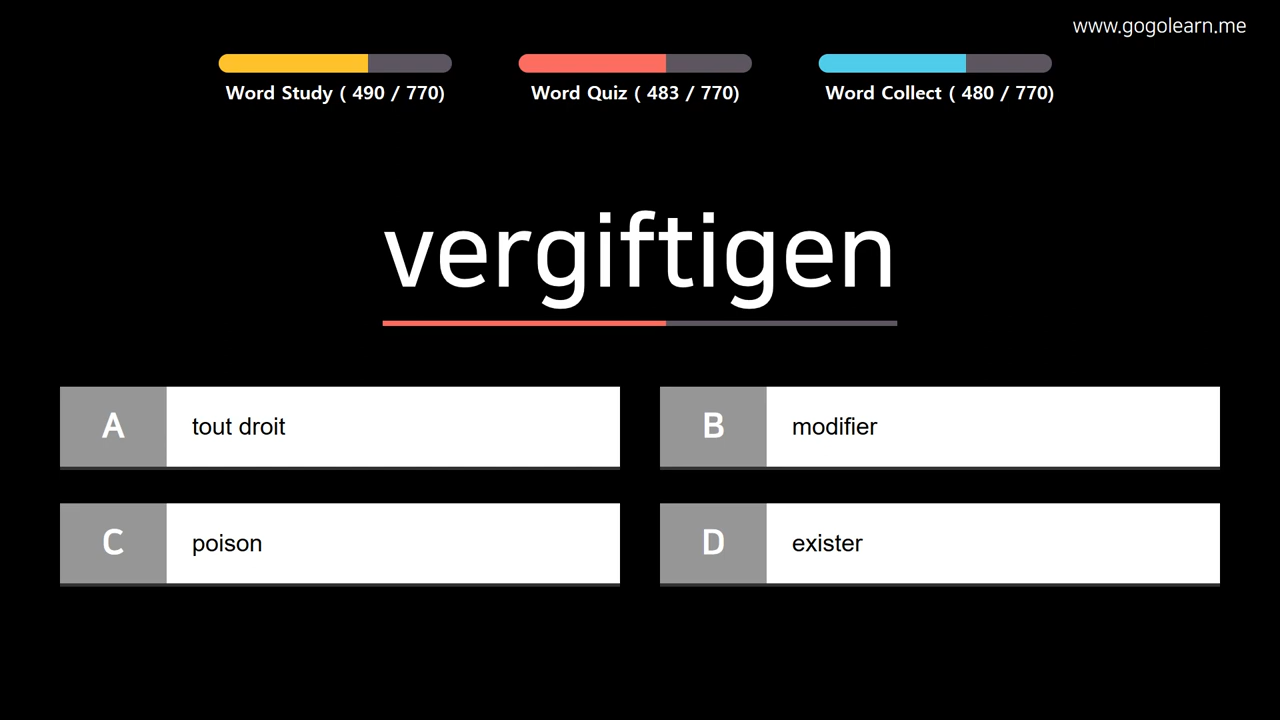 www.gogolearn.me
Word Study ( 490 / 770)
Word Quiz ( 483 / 770)
Word Collect ( 480 / 770)
vergiftigen
A tout droit
B modifier
C poison
D exister